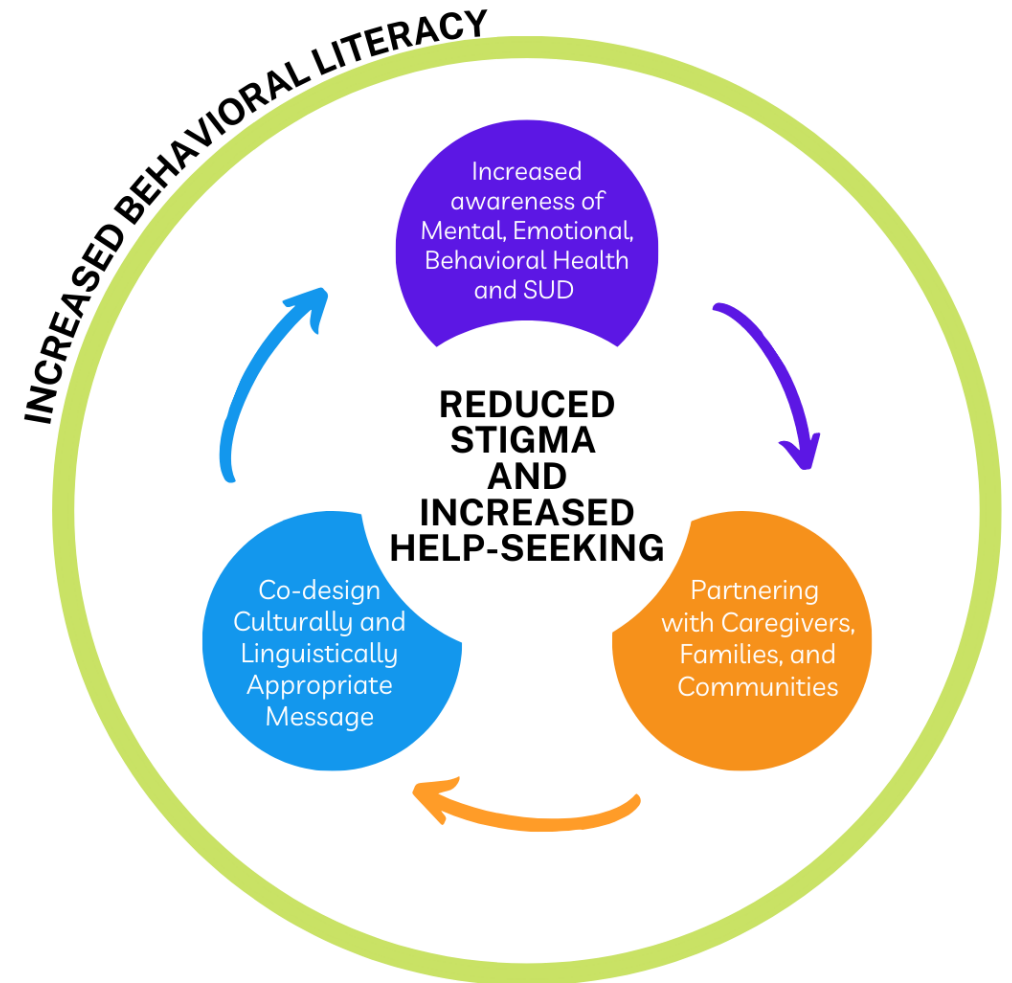 INCREASED BEHAVIORAL LITERACY
Increased
awareness of
Mental, Emotional,
Behavioral Health
and SUD
REDUCED
STIGMA
AND
INCREASED
HELP-SEEKING
Co-design
Culturally and
Linguistically
Appropriate
Message
Partnering
with Caregivers,
Families, and
Communities